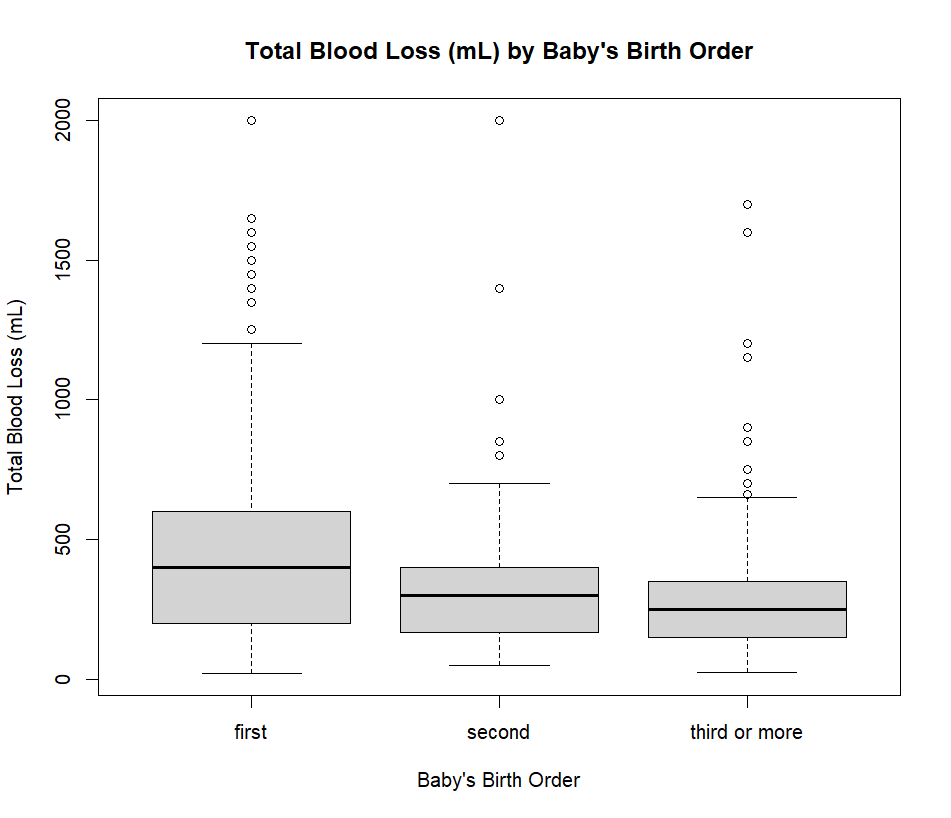 Total Blood Loss (mL) by Baby's Birth Order
Total Blood Loss (mL)
2000
1500
1000
500
0
first
second
third or more
Baby's Birth Order